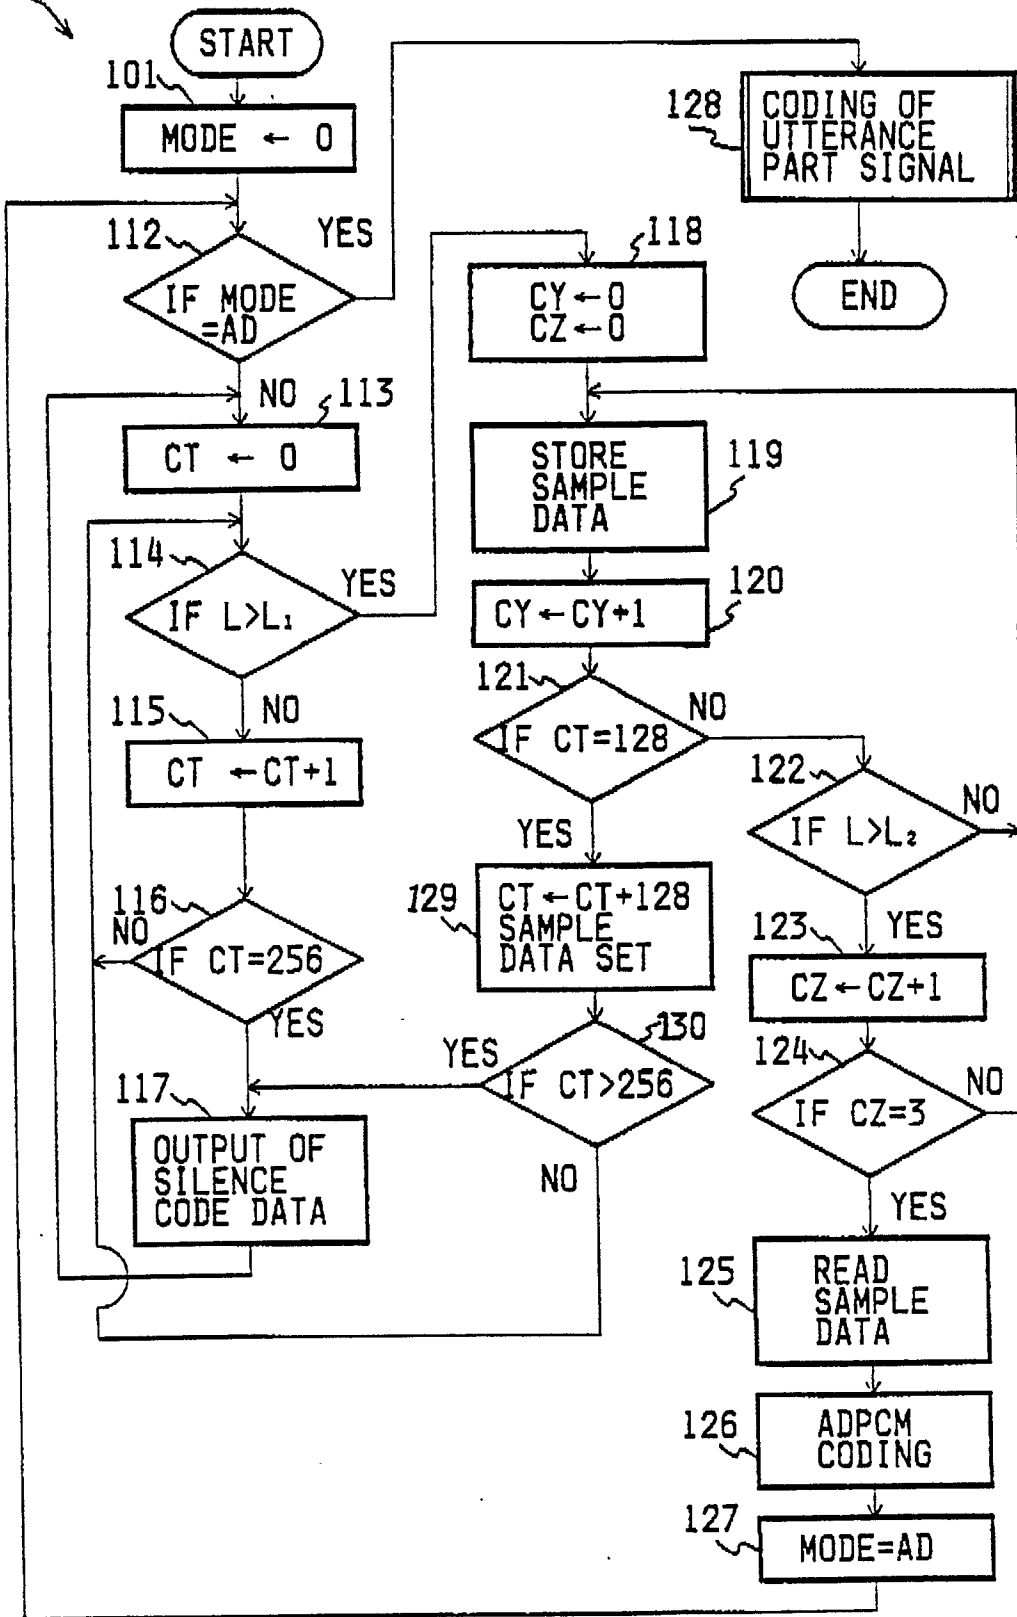 START
101
MODE ← 0
112
YES
IF MODE
=AD
NO
113
CT ← 0
114
YES
IF L>L₁
NO
115
CT ←CT+1
116
NO
IF CT=256
YES
117
OUTPUT OF
SILENCE
CODE DATA
118
CY←0
CZ←0
119
STORE
SAMPLE
DATA
120
CY←CY+1
121
NO
IF CT=128
YES
129
CT←CT+128
SAMPLE
DATA SET
130
YES
IF CT>256
NO
128
CODING OF
UTTERANCE
PART SIGNAL
END
122
NO
IF L>L₂
YES
123
CZ←CZ+1
124
NO
IF CZ=3
YES
125
READ
SAMPLE
DATA
126
ADPCM
CODING
127
MODE=AD